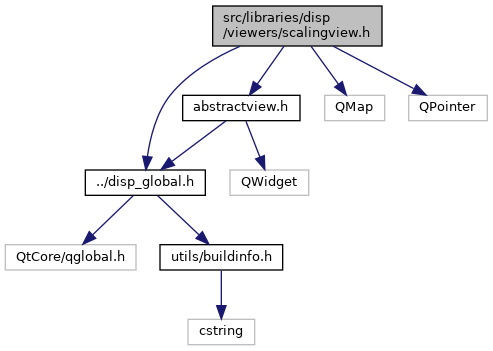 src/libraries/disp
/viewers/scalingview.h
abstractview.h
QMap
QPointer
../disp_global.h
QWidget
QtCore/qglobal.h
utils/buildinfo.h
cstring